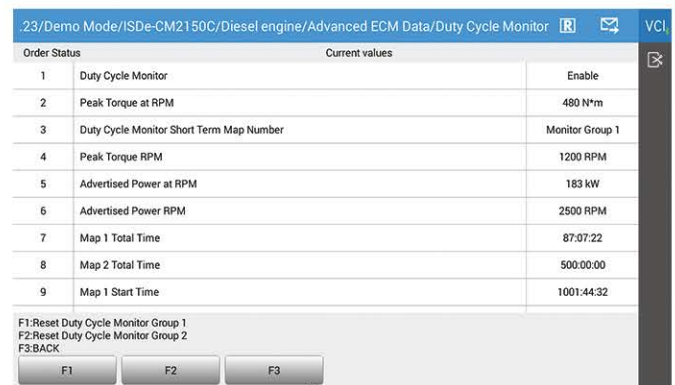 .23/Demo Mode/ISDe-CM2150C/Diesel engine/Advanced ECM Data/Duty Cycle Monitor R VCI
Order Status Current values
1 Duty Cycle Monitor Enable
2 Peak Torque at RPM 480 N*m
3 Duty Cycle Monitor Short Term Map Number Monitor Group 1
4 Peak Torque RPM 1200 RPM
5 Advertised Power at RPM 183 kW
6 Advertised Power RPM 2500 RPM
7 Map 1 Total Time 87:07:22
8 Map 2 Total Time 500:00:00
9 Map 1 Start Time 1001:44:32
F1:Reset Duty Cycle Monitor Group 1
F2:Reset Duty Cycle Monitor Group 2
F3:BACK
F1 F2 F3